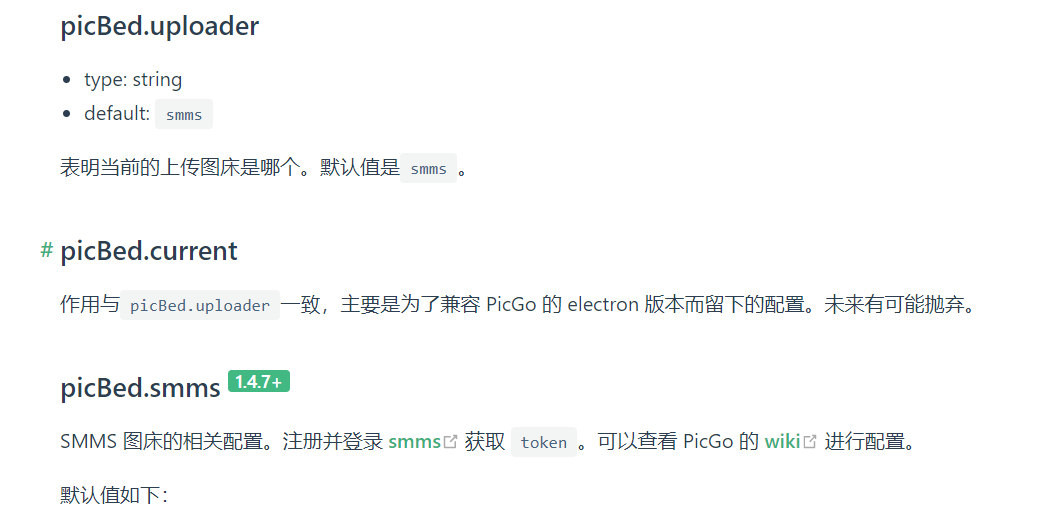 picBed.uploader
type: string
default: smms
表明当前的上传图床是哪个。默认值是 smms 。
# picBed.current
作用与 picBed.uploader 一致，主要是为了兼容 PicGo 的 electron 版本而留下的配置。未来有可能抛弃。
picBed.smms 1.4.7+
SMMS 图床的相关配置。注册并登录 smms 获取 token 。可以查看 PicGo 的 wiki 进行配置。
默认值如下：